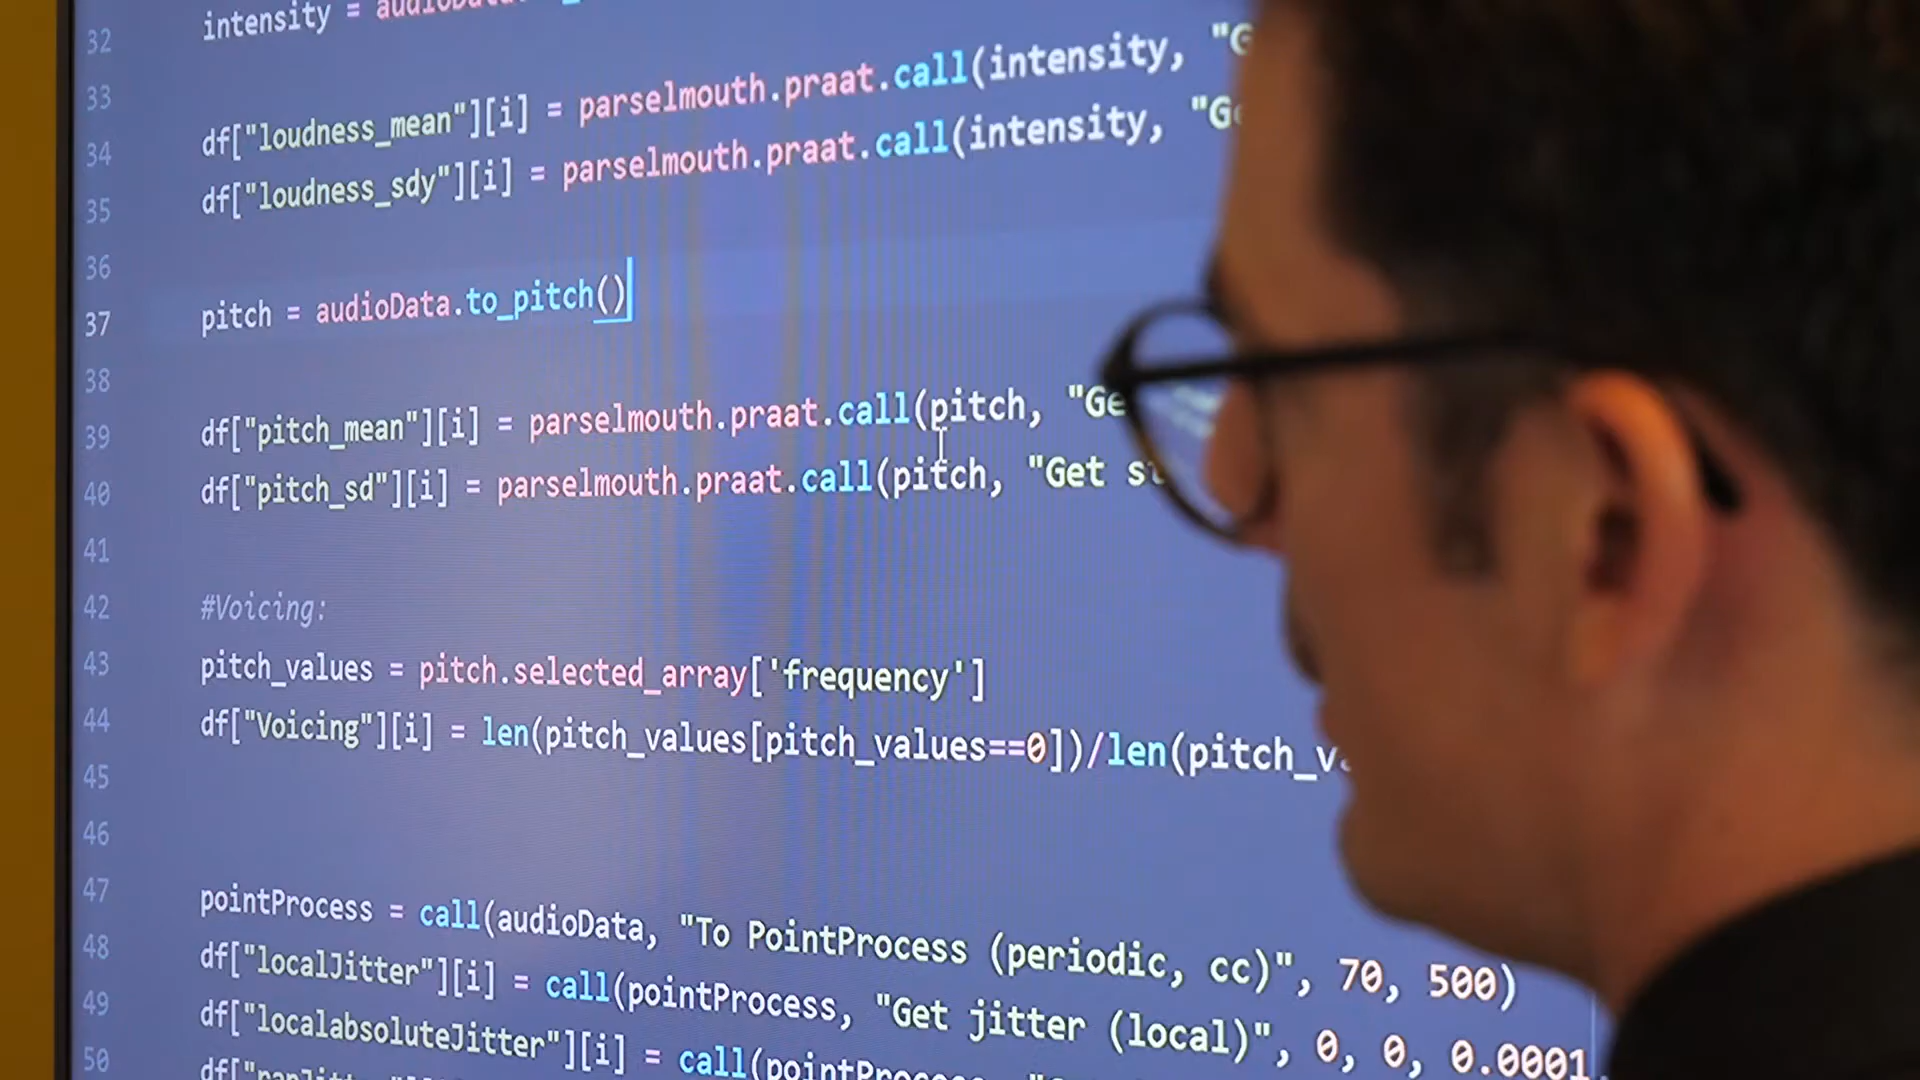 32 intensity = audioData.
33
34 df["loudness_mean"][i] = parselmouth.praat.call(intensity, "G
35 df["loudness_sdy"][i] = parselmouth.praat.call(intensity, "Ge
36
37 pitch = audioData.to_pitch()
38
39 df["pitch_mean"][i] = parselmouth.praat.call(pitch, "Ge
40 df["pitch_sd"][i] = parselmouth.praat.call(pitch, "Get st
41
42 #Voicing:
43 pitch_values = pitch.selected_array['frequency']
44 df["Voicing"][i] = len(pitch_values[pitch_values==0])/len(pitch_v
45
46
47 pointProcess = call(audioData, "To PointProcess (periodic, cc)", 70, 500)
48 df["localJitter"][i] = call(pointProcess, "Get jitter (local)", 0, 0, 0.0001,
49 df["localabsoluteJitter"][i] = call(pointProcess,
50